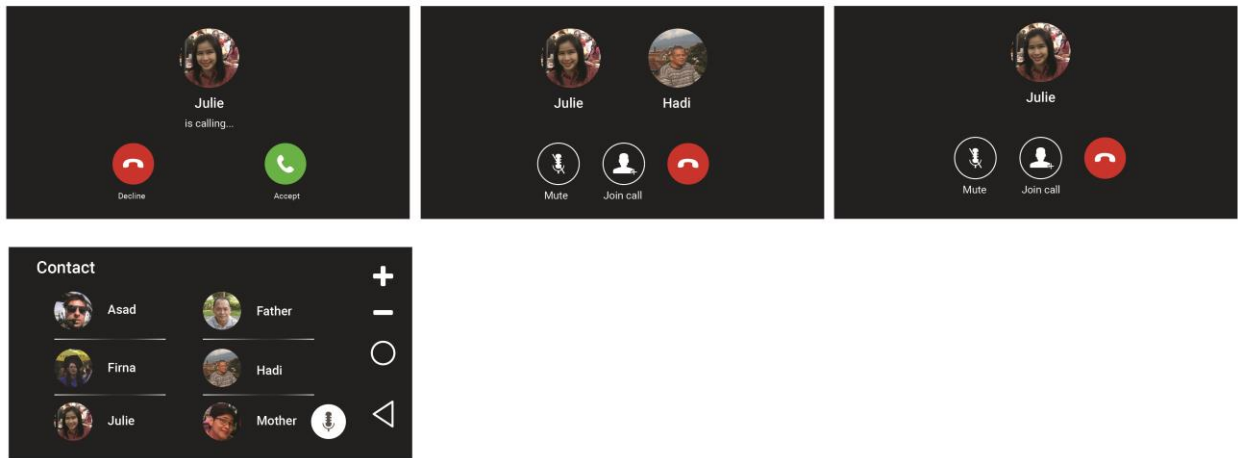 Julie
is calling...
Decline
Accept
Julie
Hadi
Mute
Join call
Julie
Mute
Join call
Contact
Asad
Father
Firna
Hadi
Julie
Mother